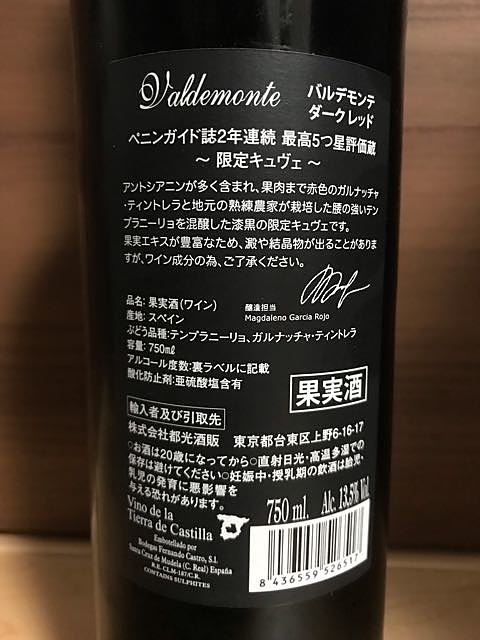 Valdemonte
バルデモンテ
ダークレッド
ペニンガイド誌2年連続 最高5つ星評価蔵
～ 限定キュヴェ ～
アントシアニンが多く含まれ、果肉まで赤色のガルナッチャ
・ティントレラと地元の熟練農家が栽培した腰の強いテン
プラニーリョを混醸した漆黒の限定キュヴェです。
果実エキスが豊富なため、澱や結晶物が出ることがありま
すが、ワイン成分の為、ご了承ください。
醸造担当
Magdaleno Garcia Rojo
品名: 果実酒(ワイン)
産地: スペイン
ぶどう品種:テンプラニーリョ、ガルナッチャ・ティントレラ
容量: 750㎖
アルコール度数:裏ラベルに記載
酸化防止剤:亜硫酸塩含有
果実酒
輸入者及び引取先
株式会社都光酒販 東京都台東区上野6-16-17
○お酒は20歳になってから○直射日光・高温多湿での
保存は避けてください○妊娠中・授乳期の飲酒は胎児・
乳児の発育に悪影響を
与える恐れがあります。
750 ml. Alc. 13,5% Vol.
Vino de la
Tierra de Castilla
Embotellado por
Bodegas Fernando Castro, S.L.
Santa Cruz de Mudela (C. Real) España
R.E. CLM-187/C.R.
CONTAINS SULPHITES
8 436559 526517